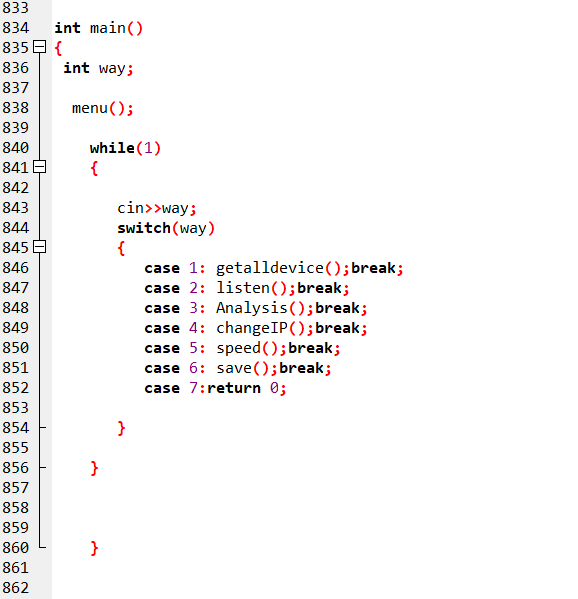 833
834 int main()
835 {
836 int way;
837
838 menu();
839
840 while(1)
841 {
842
843 cin>>way;
844 switch(way)
845 {
846 case 1: getalldevice();break;
847 case 2: listen();break;
848 case 3: Analysis();break;
849 case 4: changeIP();break;
850 case 5: speed();break;
851 case 6: save();break;
852 case 7:return 0;
853
854 }
855
856 }
857
858
859
860 }
861
862